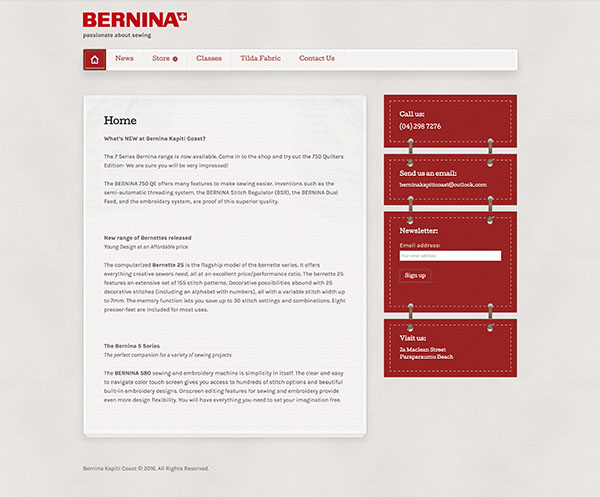 BERNINA
passionate about sewing
News
Store
Classes
Tilda Fabric
Contact Us
Home
What's NEW at Bernina Kapiti Coast?
The 7 Series Bernina range is now available. Come in to the shop and try out the 750 Quilters
Edition- We are sure you will be very impressed!
The BERNINA 750 QE offers many features to make sewing easier. Inventions such as the
semi-automatic threading system, the BERNINA Stitch Regulator (BSR), the BERNINA Dual
Feed, and the embroidery system, are proof of this superior quality.
New range of Bernettes released
Young Design at an Affordable price.
The computerized Bernette 25 is the flagship model of the bernette series. It offers
everything creative sewers need, all at an excellent price/performance ratio. The bernette 25
features an extensive set of 155 stitch patterns. Decorative possibilities abound with 25
decorative stitches (including an alphabet with numbers), all with a variable stitch width up
to 7mm. The memory function lets you save up to 30 stitch settings and combinations. Eight
presser-feet are included for most uses.
The Bernina 5 Series
The perfect companion for a variety of sewing projects
The BERNINA 580 sewing and embroidery machine is simplicity in itself. The clear and easy
to navigate color touch screen gives you access to hundreds of stitch options and beautiful
built-in embroidery designs. Onscreen editing features for sewing and embroidery provide
even more design flexibility. You will have everything you need to set your imagination free.
Call us:
(04) 298 7276
Send us an email:
berninakapiticoast@outlook.com
Newsletter:
Email address:
Your email address
Sign up
Visit us:
2a Maclean Street
Paraparaumu Beach
Bernina Kapiti Coast © 2016. All Rights Reserved.